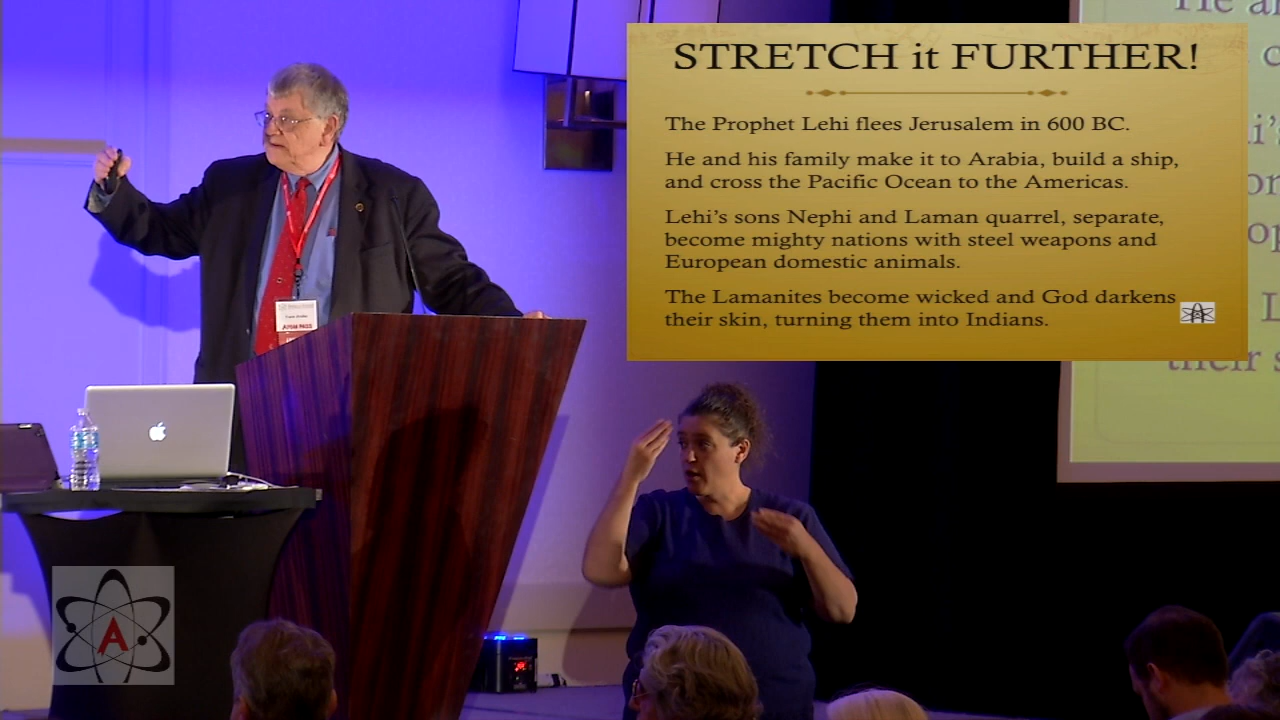 STRETCH it FURTHER!
The Prophet Lehi flees Jerusalem in 600 BC.
He and his family make it to Arabia, build a ship,
and cross the Pacific Ocean to the Americas.
Lehi's sons Nephi and Laman quarrel, separate,
become mighty nations with steel weapons and
European domestic animals.
The Lamanites become wicked and God darkens
their skin, turning them into Indians.
A
their s